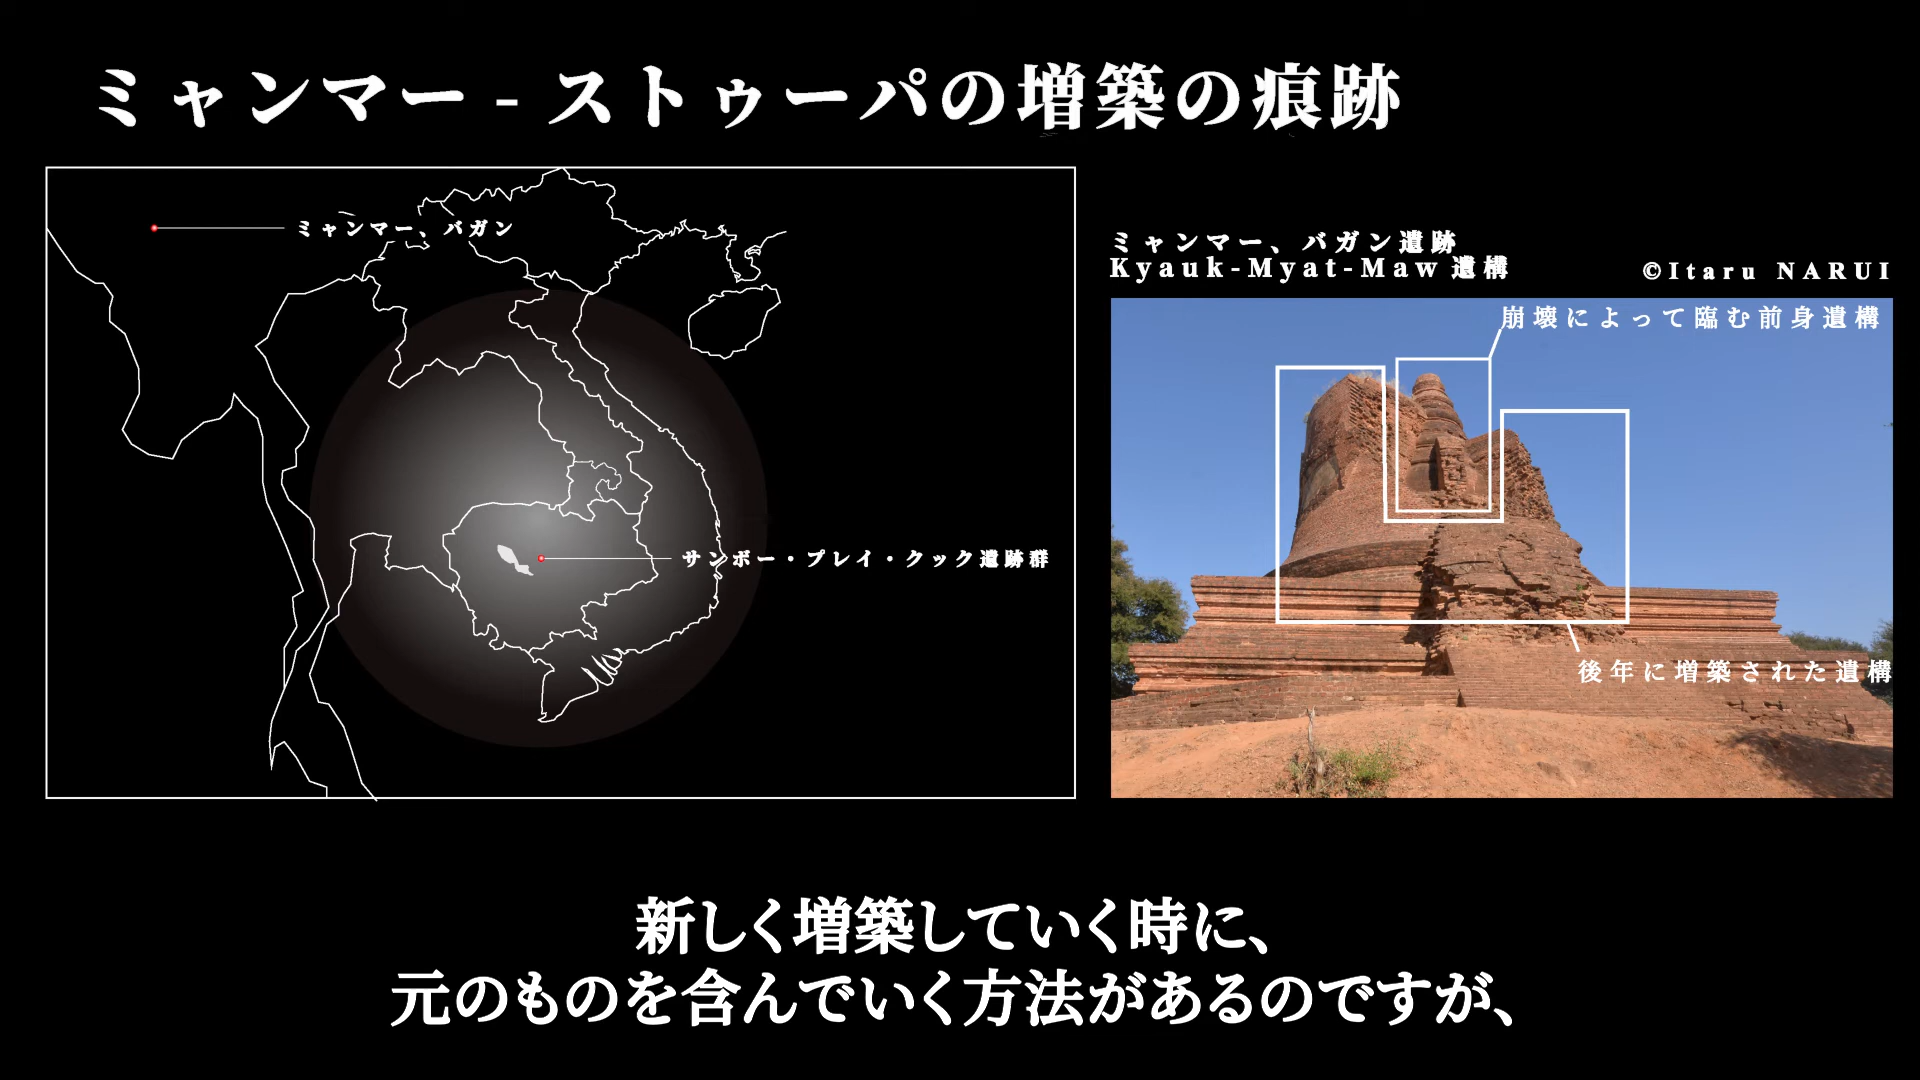 ミャンマー - ストゥーパの増築の痕跡
ミャンマー、バガン
サンボー・プレイ・クック遺跡群
ミャンマー、バガン遺跡
Kyauk-Myat-Maw 遺構
©Itaru NARUI
崩壊によって臨む前身遺構
後年に増築された遺構
新しく増築していく時に、
元のものを含んでいく方法があるのですが、